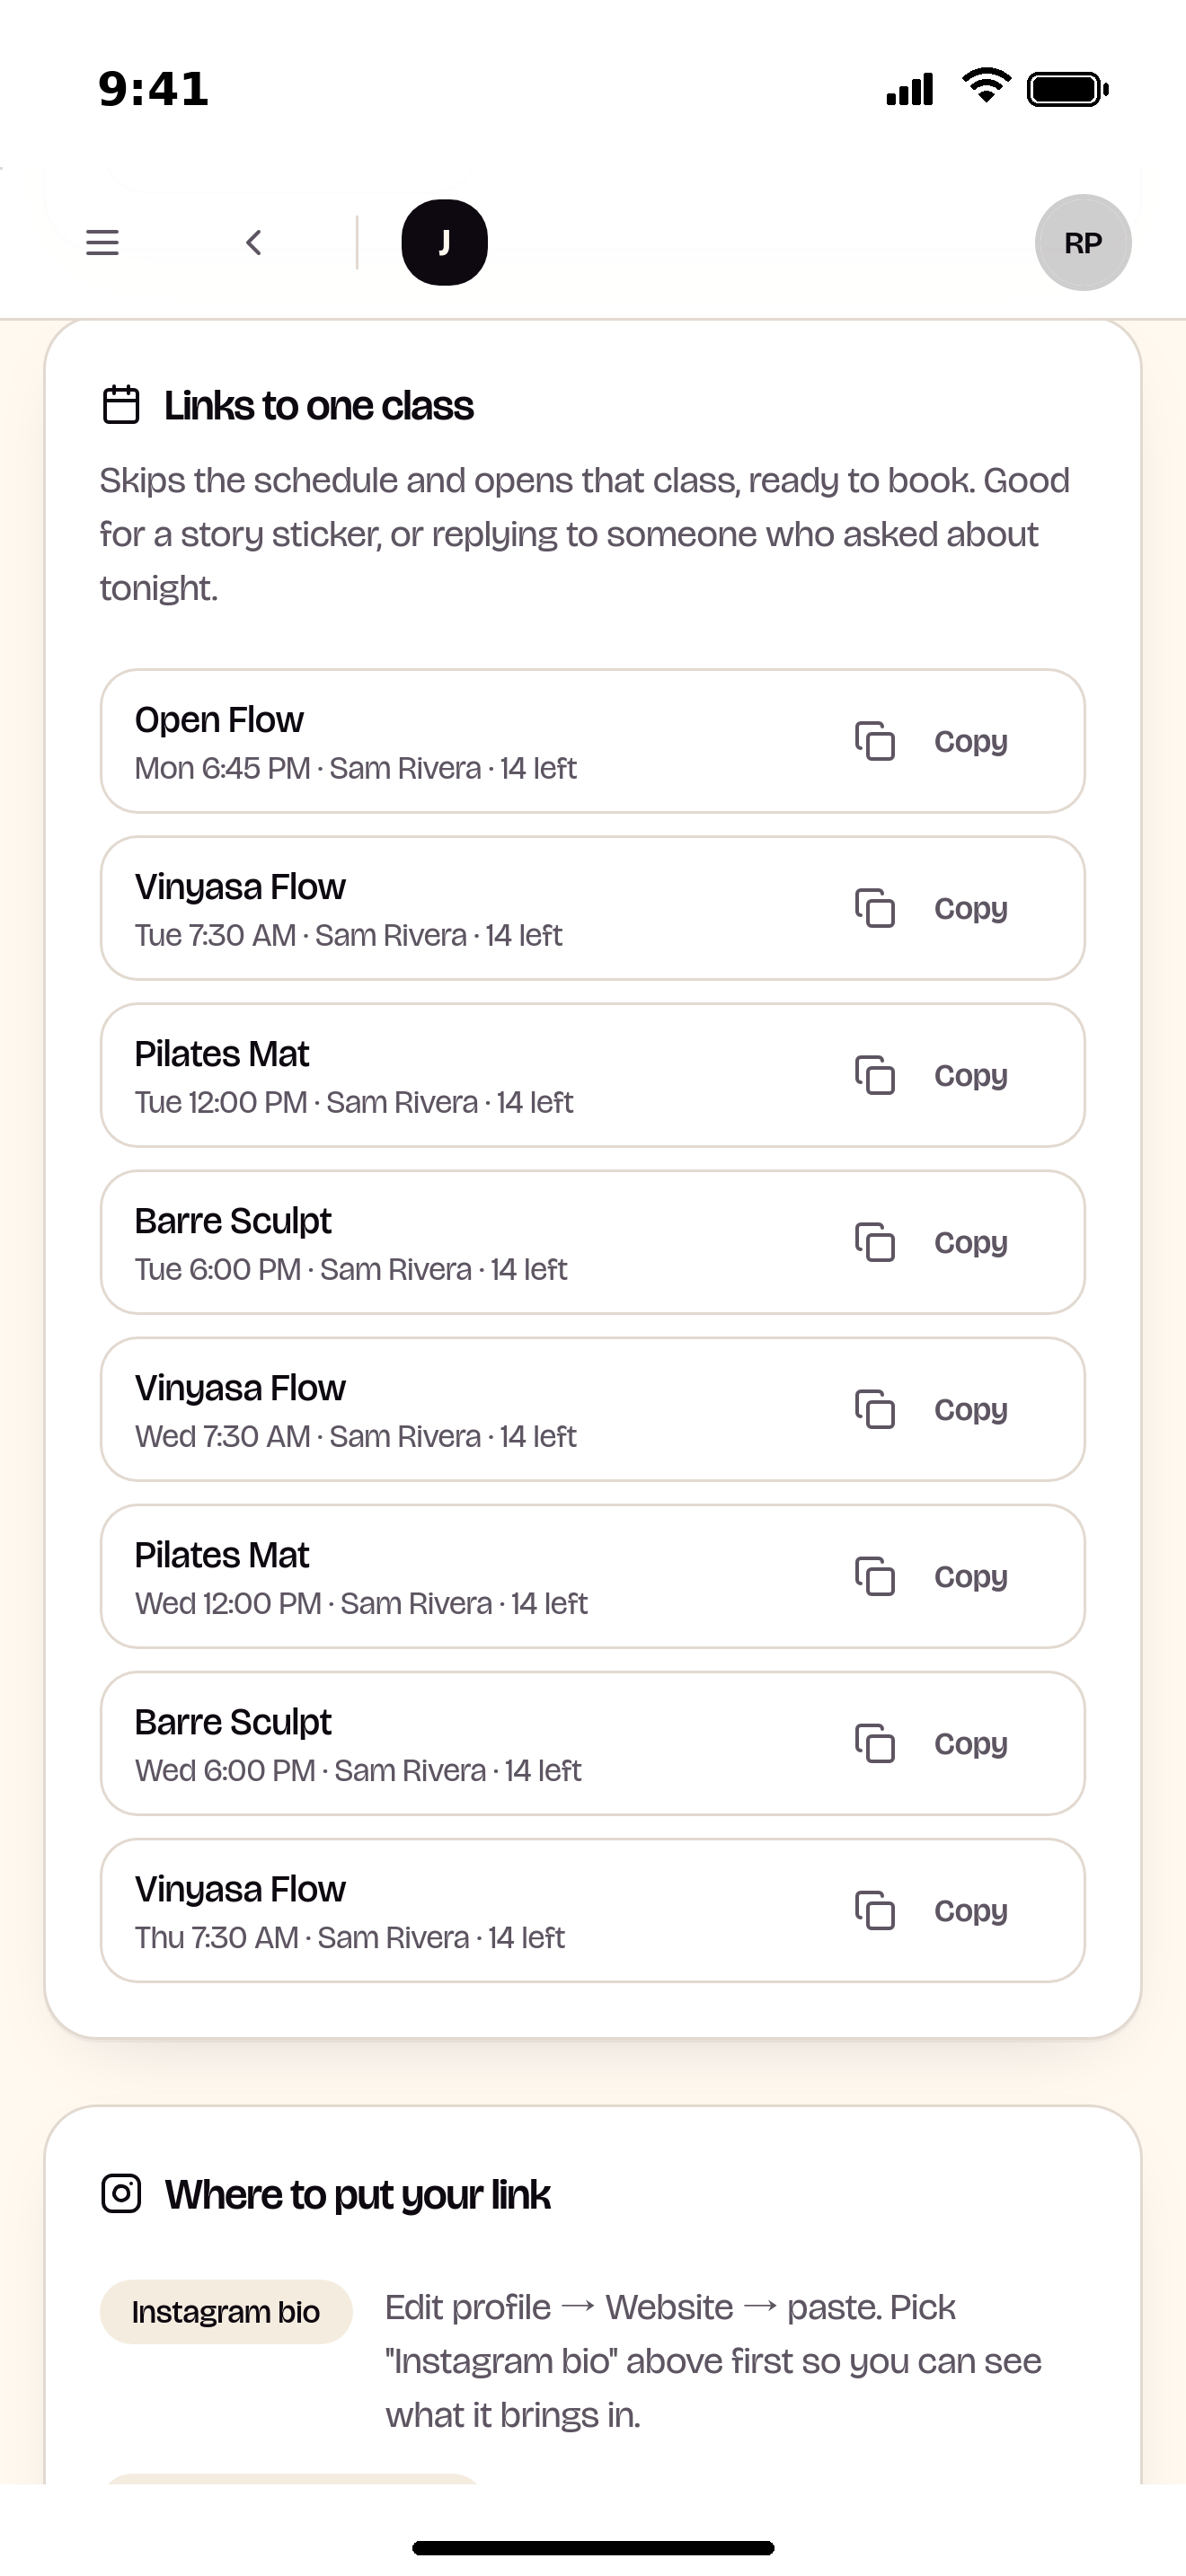 9:41
J
RP
Links to one class
Skips the schedule and opens that class, ready to book. Good
for a story sticker, or replying to someone who asked about
tonight.
Open Flow
Mon 6:45 PM · Sam Rivera · 14 left
Copy
Vinyasa Flow
Tue 7:30 AM · Sam Rivera · 14 left
Copy
Pilates Mat
Tue 12:00 PM · Sam Rivera · 14 left
Copy
Barre Sculpt
Tue 6:00 PM · Sam Rivera · 14 left
Copy
Vinyasa Flow
Wed 7:30 AM · Sam Rivera · 14 left
Copy
Pilates Mat
Wed 12:00 PM · Sam Rivera · 14 left
Copy
Barre Sculpt
Wed 6:00 PM · Sam Rivera · 14 left
Copy
Vinyasa Flow
Thu 7:30 AM · Sam Rivera · 14 left
Copy
Where to put your link
Instagram bio
Edit profile → Website → paste. Pick
"Instagram bio" above first so you can see
what it brings in.